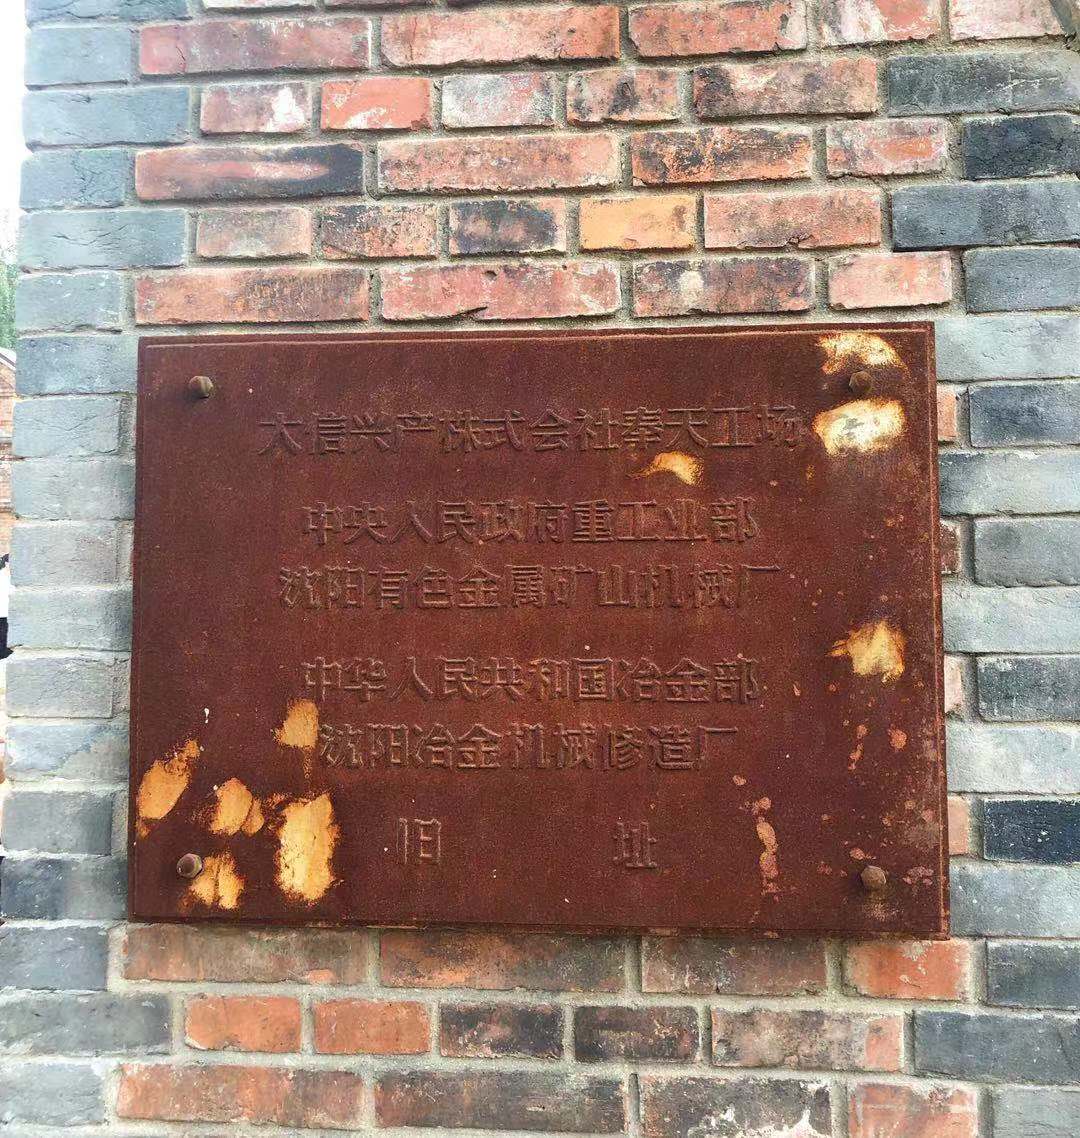 大信兴产株式会社奉天工场
中央人民政府重工业部
沈阳有色金属矿山机械厂
中华人民共和国冶金部
沈阳冶金机械修造厂
旧 址